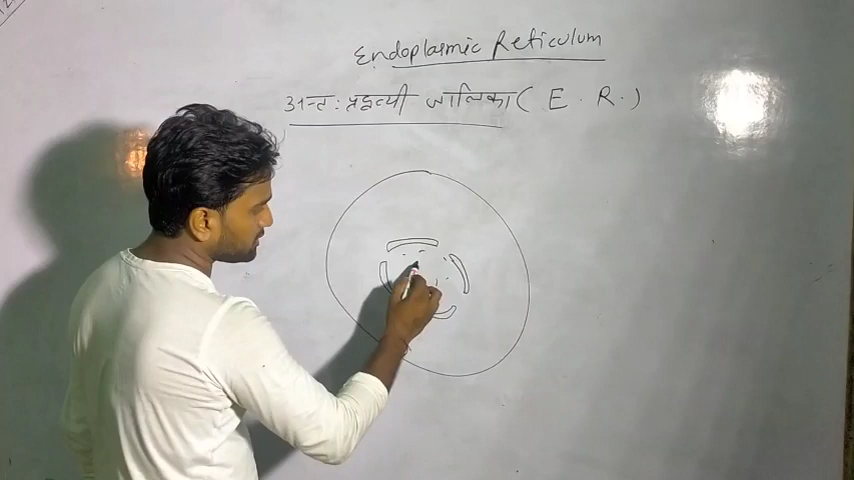 Endoplasmic Reticulum
अन्त: प्रद्रव्यी जालिका ( E. R. )